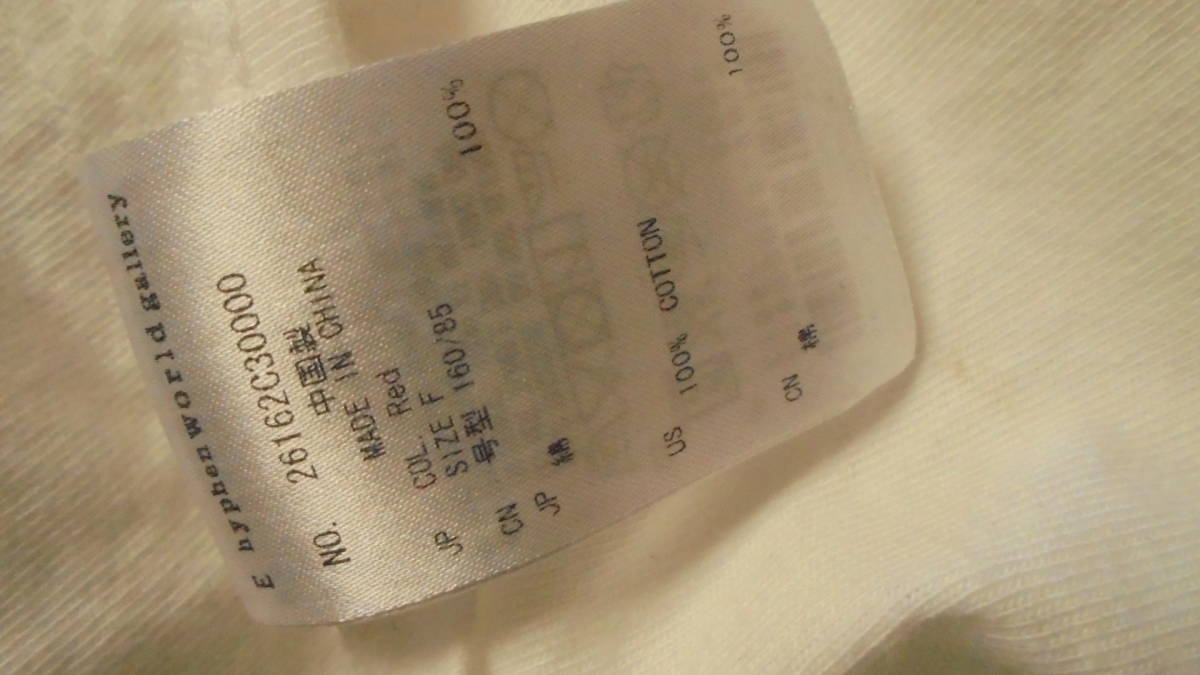 E hyphen world gallery
NO. 26162C300000
中国製
MADE IN CHINA
COL. Red
JP SIZE F
CN 号型 160/85
JP 綿 100%
US 100% COTTON
CN 棉 100%